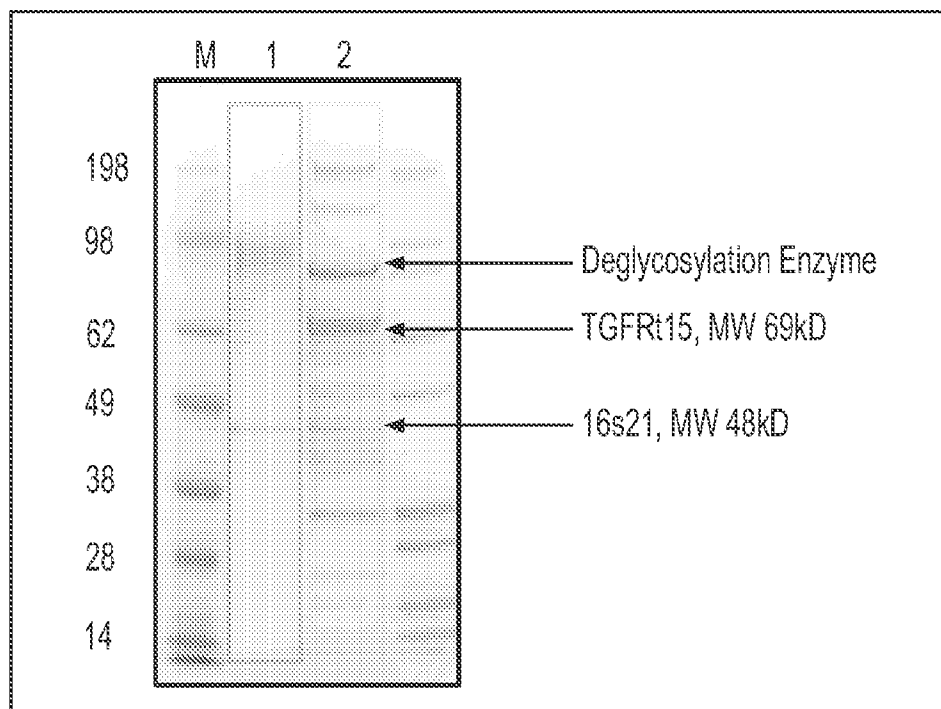 M 1 2
198
98
Deglycosylation Enzyme
TGFRt15, MW 69kD
62
49
16s21, MW 48kD
38
28
14